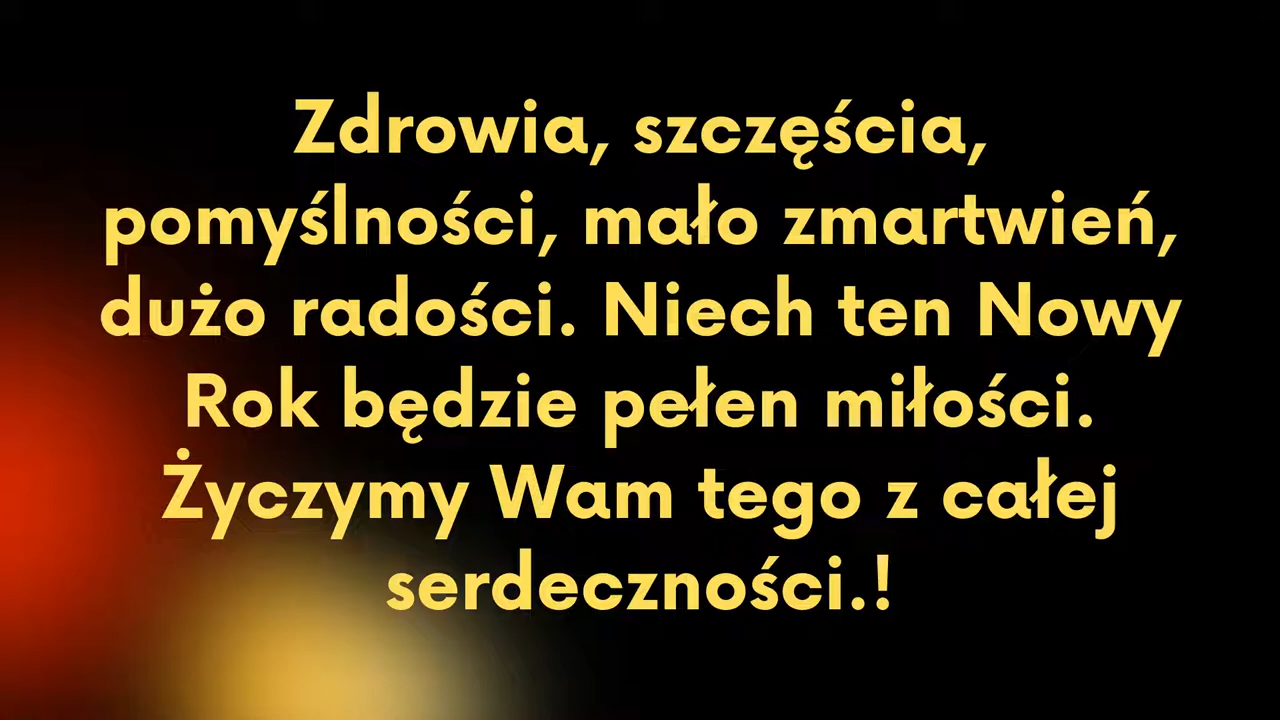 Zdrowia, szczęścia,
pomyślności, mało zmartwień,
dużo radości. Niech ten Nowy
Rok będzie pełen miłości.
Życzymy Wam tego z całej
serdeczności.!